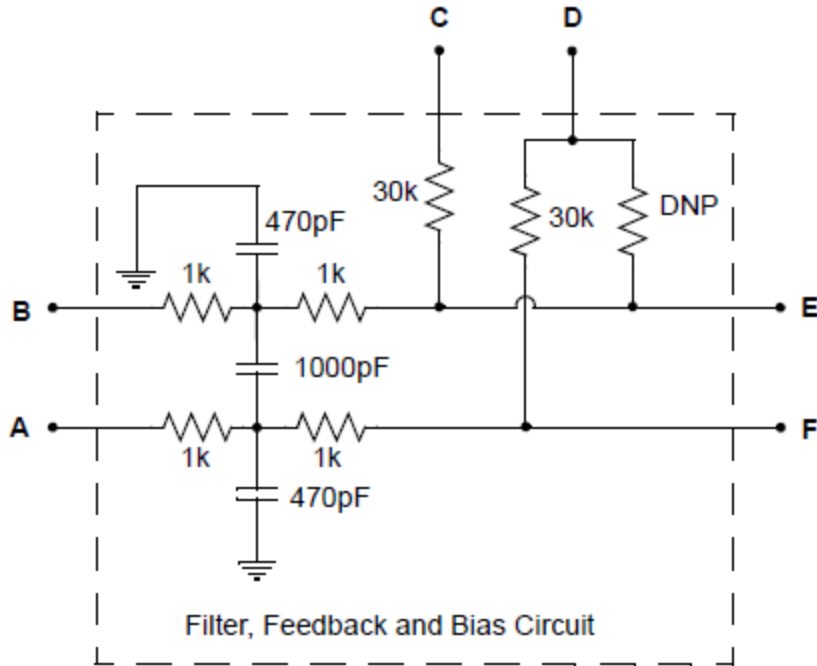 C D
30k 30k DNP
470pF
1k 1k
B E
1000pF
A F
1k 1k
470pF
Filter, Feedback and Bias Circuit